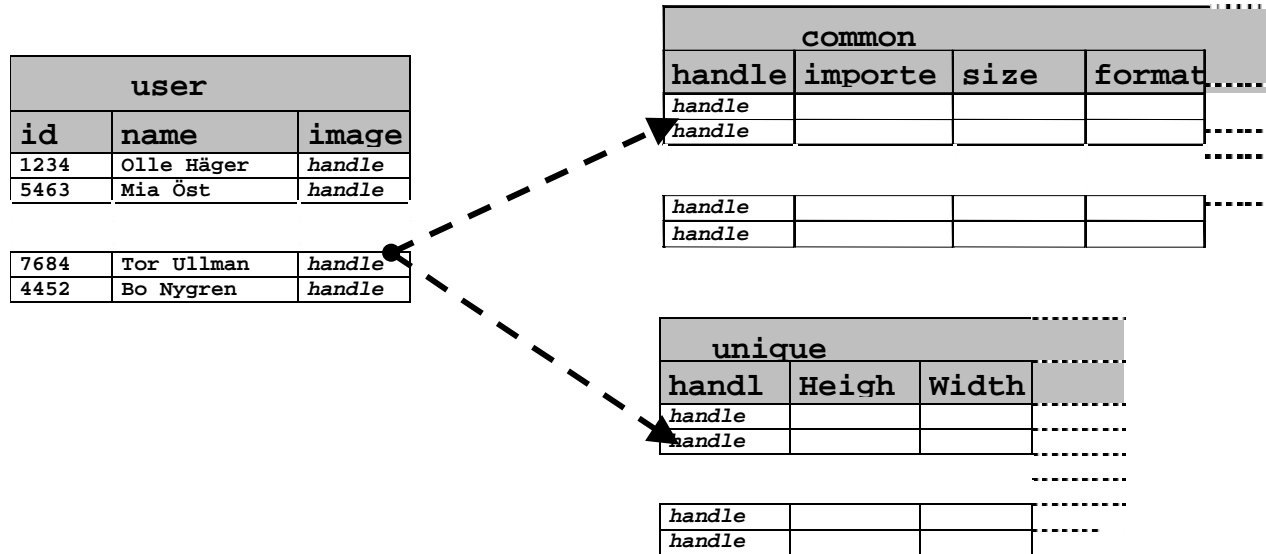 user
id name image
1234 Olle Häger handle
5463 Mia Öst handle
7684 Tor Ullman handle
4452 Bo Nygren handle
common
handle importe size format
handle
handle
handle
handle
unique
handl Heigh Width
handle
handle
handle
handle